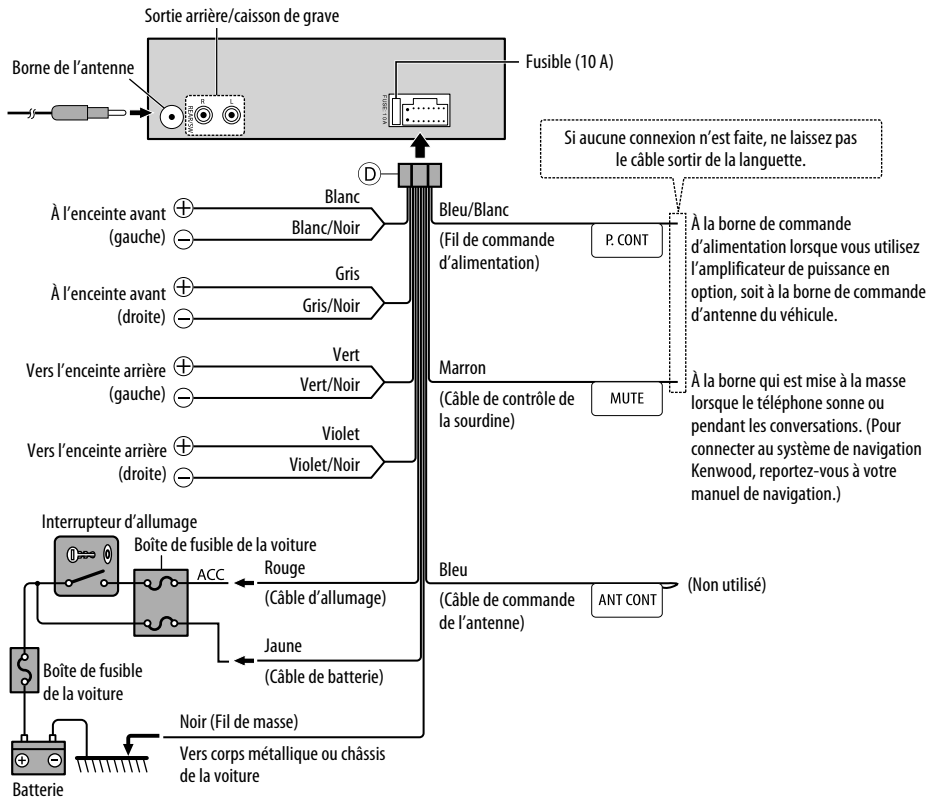 Sortie arrière/caisson de grave
Borne de l'antenne
Fusible (10 A)
R
L
REAR/SW
FUSE-10A
Si aucune connexion n'est faite, ne laissez pas
le câble sortir de la languette.
D
À l'enceinte avant
(gauche)
Blanc
Blanc/Noir
À l'enceinte avant
(droite)
Gris
Gris/Noir
Vers l'enceinte arrière
(gauche)
Vert
Vert/Noir
Vers l'enceinte arrière
(droite)
Violet
Violet/Noir
Bleu/Blanc
(Fil de commande
d'alimentation)
P. CONT
À la borne de commande
d'alimentation lorsque vous utilisez
l'amplificateur de puissance en
option, soit à la borne de commande
d'antenne du véhicule.
Marron
(Câble de contrôle de
la sourdine)
MUTE
À la borne qui est mise à la masse
lorsque le téléphone sonne ou
pendant les conversations. (Pour
connecter au système de navigation
Kenwood, reportez-vous à votre
manuel de navigation.)
Interrupteur d'allumage
Boîte de fusible de la voiture
ACC
Rouge
(Câble d'allumage)
Bleu
(Câble de commande
de l'antenne)
ANT CONT
(Non utilisé)
Jaune
(Câble de batterie)
Boîte de fusible
de la voiture
Noir (Fil de masse)
Vers corps métallique ou châssis
de la voiture
Batterie